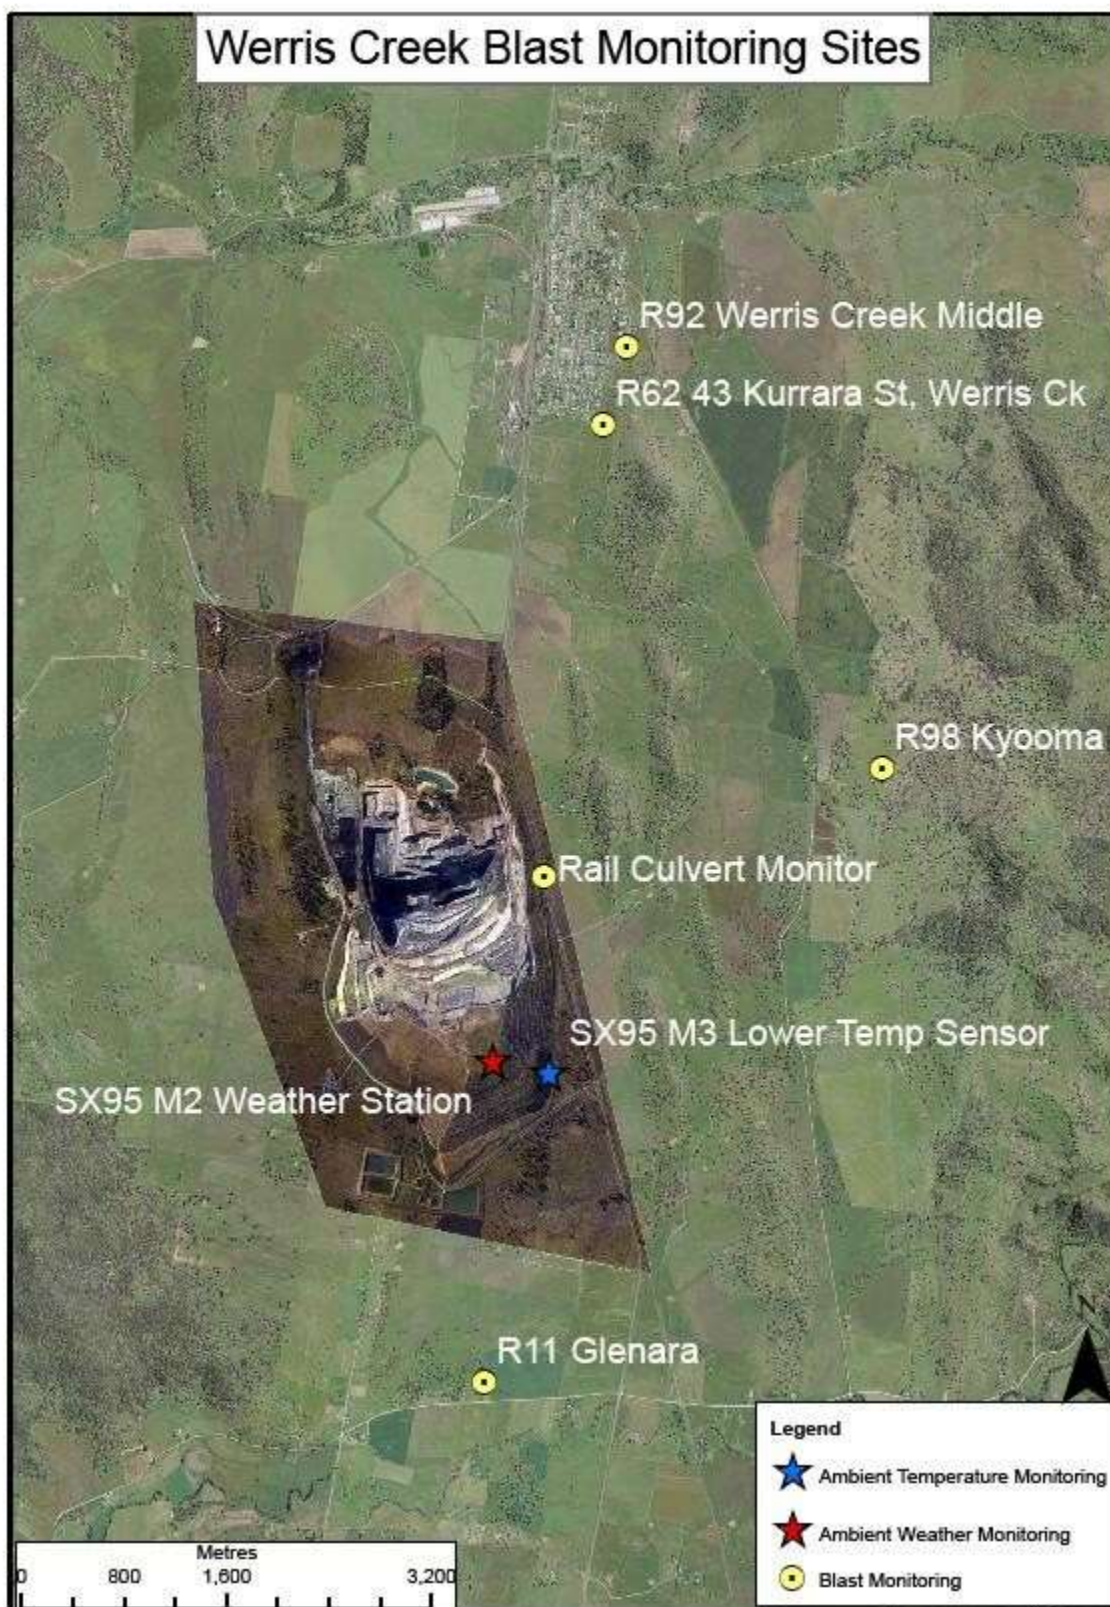 Werris Creek Blast Monitoring Sites
R92 Werris Creek Middle
R62 43 Kurrara St, Werris Ck
R98 Kyooma
Rail Culvert Monitor
SX95 M3 Lower Temp Sensor
SX95 M2 Weather Station
R11 Glenara
N
Legend
Ambient Temperature Monitoring
Ambient Weather Monitoring
Blast Monitoring
Metres
0 800 1,600 3,200